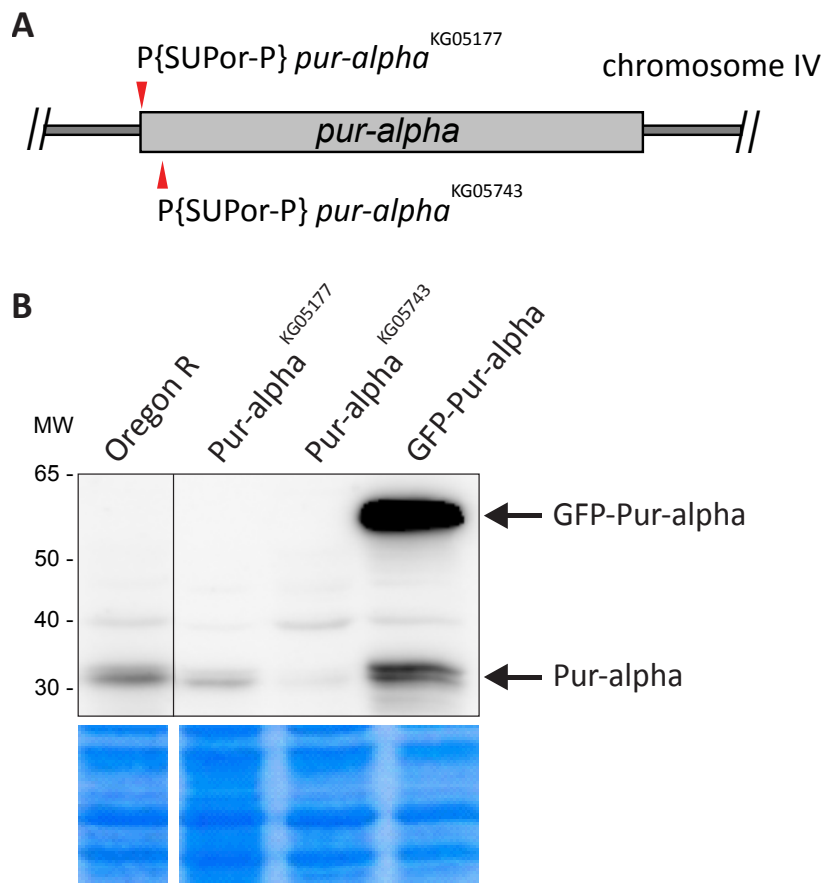 A
P{SUPor-P} pur-alpha^KG05177
chromosome IV
pur-alpha
P{SUPor-P} pur-alpha^KG05743
B
MW
Oregon R
Pur-alpha^KG05177
Pur-alpha^KG05743
GFP-Pur-alpha
65 -
GFP-Pur-alpha
50 -
40 -
Pur-alpha
30 -